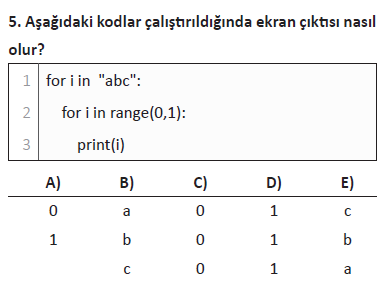 5. Aşağıdaki kodlar çalıştırıldığında ekran çıktısı nasıl
olur?
1 for i in "abc":
2 for i in range(0,1):
3 print(i)
A) B) C) D) E)
0 a 0 1 c
1 b 0 1 b
c 0 1 a